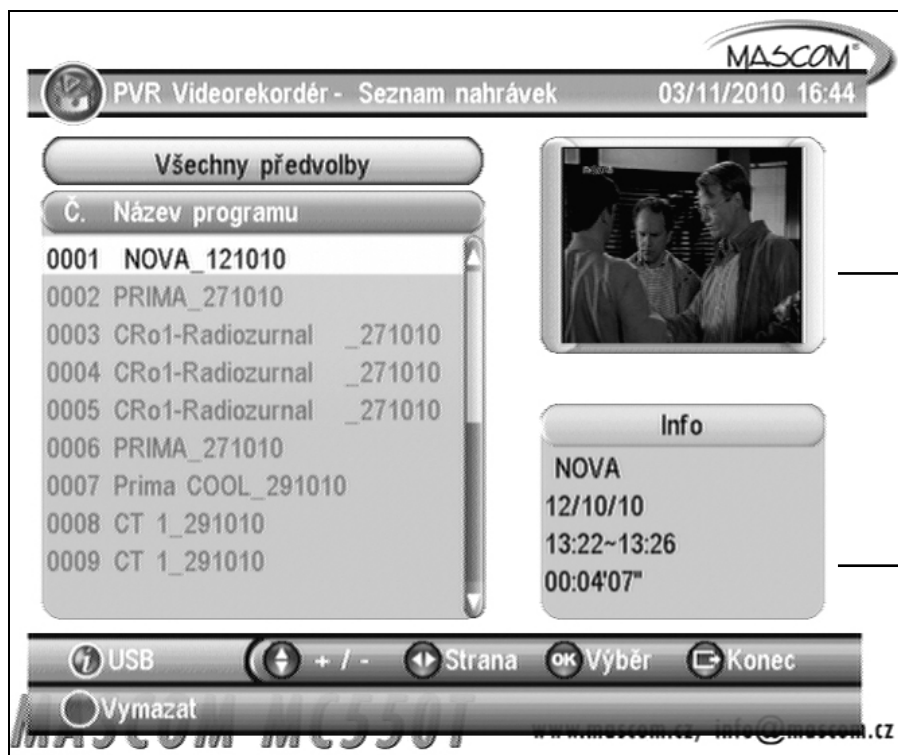 MASCOM®
PVR Videorekordér - Seznam nahrávek 03/11/2010 16:44
Všechny předvolby
Č. Název programu
0001 NOVA_121010
0002 PRIMA_271010
0003 CRo1-Radiozurnal _271010
0004 CRo1-Radiozurnal _271010
0005 CRo1-Radiozurnal _271010
0006 PRIMA_271010
0007 Prima COOL_291010
0008 CT 1_291010
0009 CT 1_291010
Info
NOVA
12/10/10
13:22~13:26
00:04'07"
USB + / - Strana OK Výběr Konec
Vymazat
MASCOM MC550T www.mascom.cz, info@mascom.cz